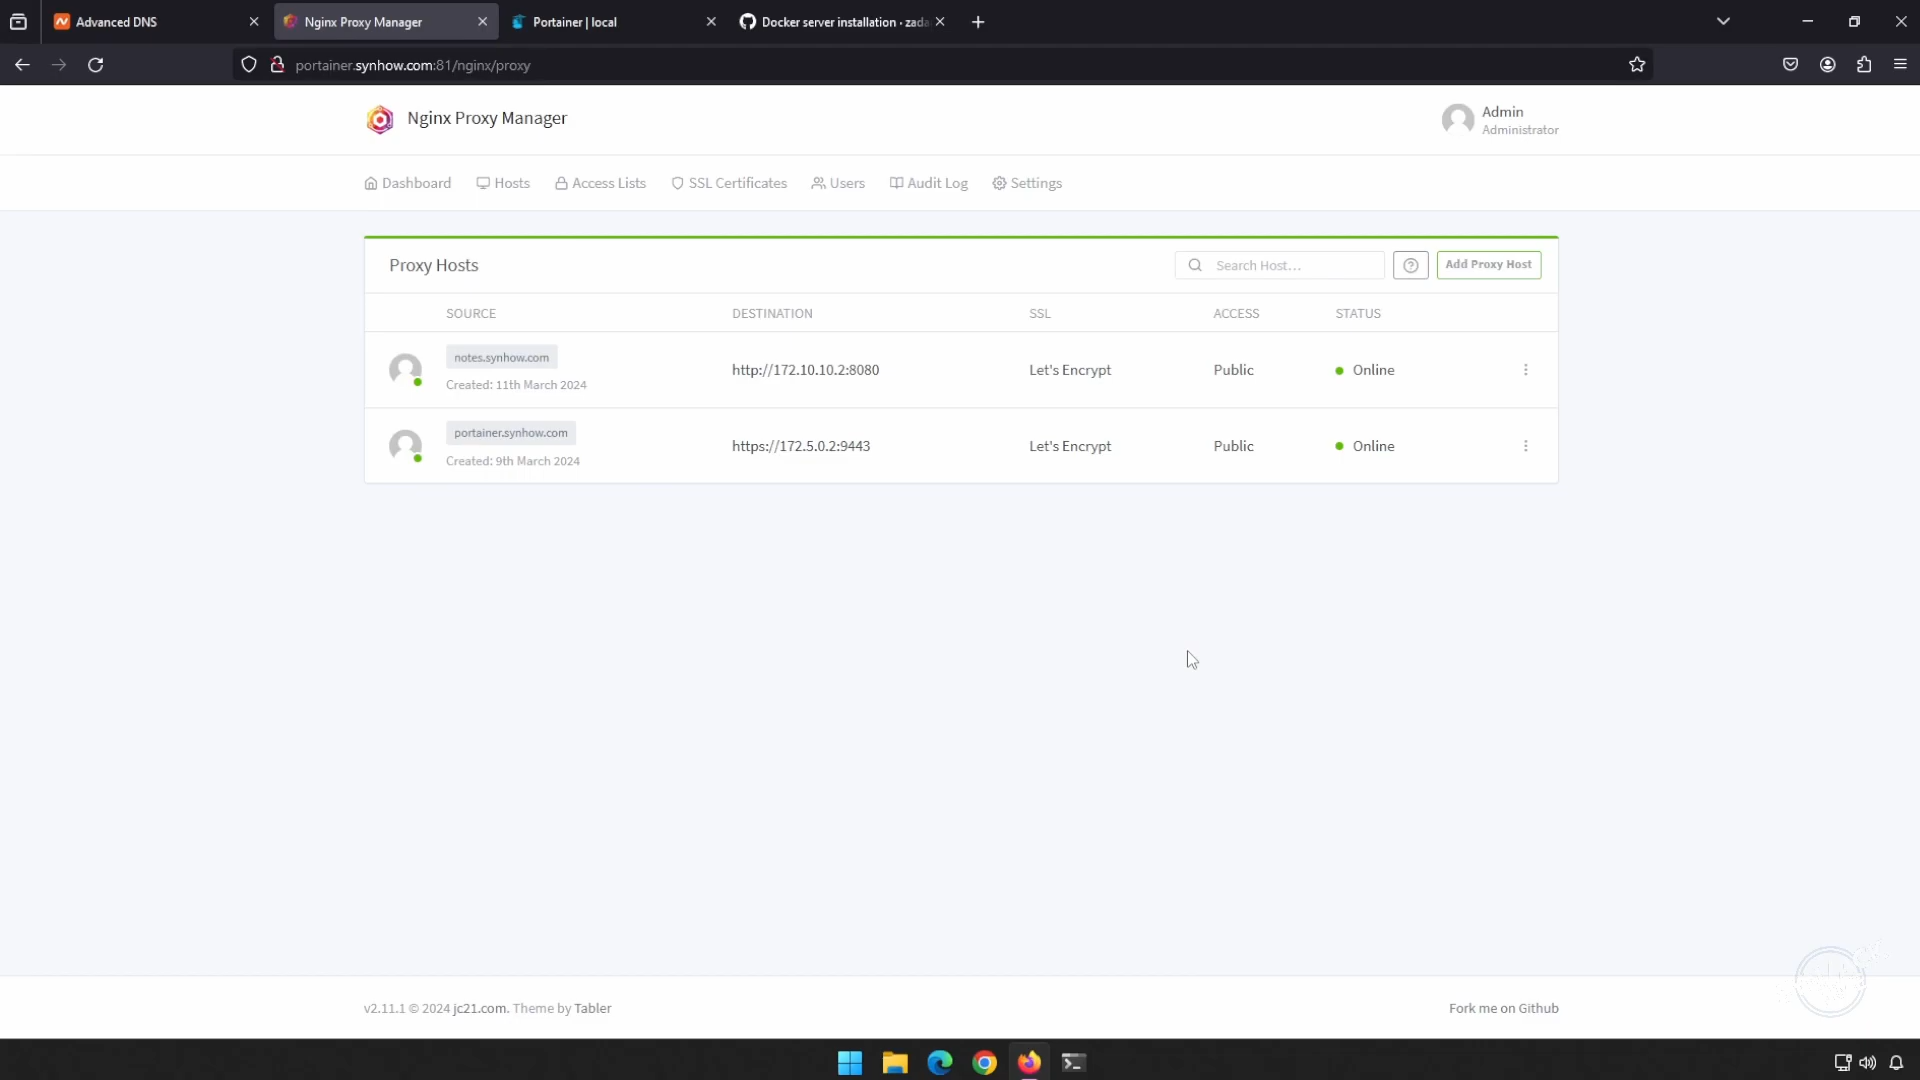 Advanced DNS
Nginx Proxy Manager
Portainer | local
Docker server installation · zada
portainer.synhow.com:81/nginx/proxy
Nginx Proxy Manager
Admin
Administrator
Dashboard
Hosts
Access Lists
SSL Certificates
Users
Audit Log
Settings
Proxy Hosts
Search Host…
Add Proxy Host
SOURCE
DESTINATION
SSL
ACCESS
STATUS
notes.synhow.com
Created: 11th March 2024
http://172.10.10.2:8080
Let's Encrypt
Public
Online
portainer.synhow.com
Created: 9th March 2024
https://172.5.0.2:9443
Let's Encrypt
Public
Online
v2.11.1 © 2024 jc21.com. Theme by Tabler
Fork me on Github